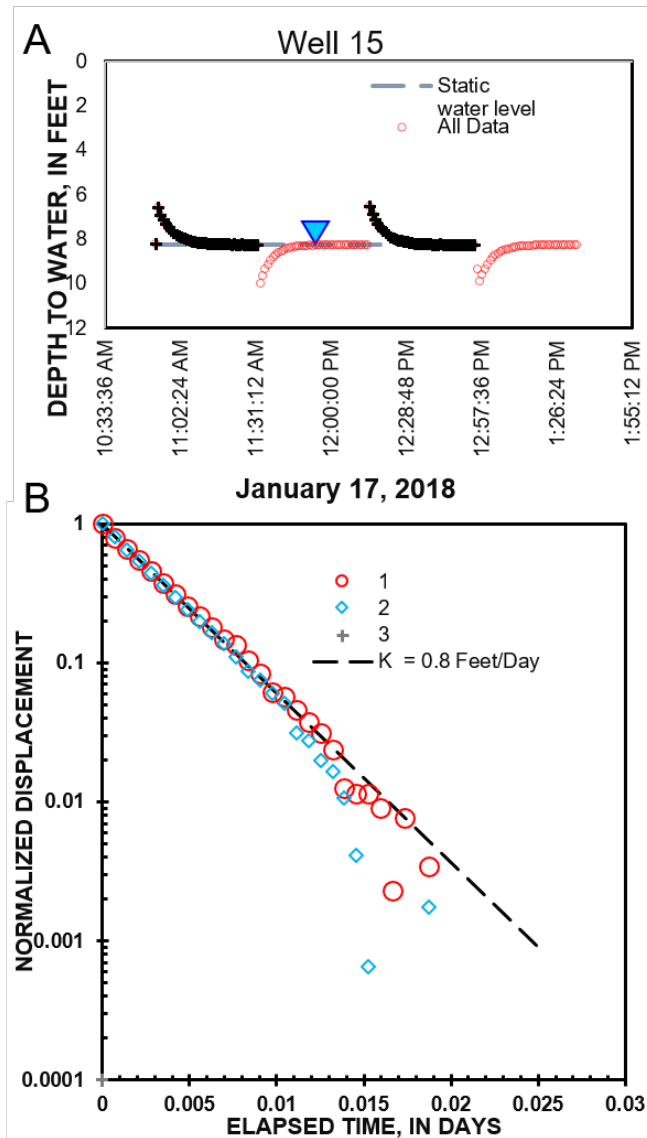 A
Well 15
DEPTH TO WATER, IN FEET
0
2
4
6
8
10
12
Static
water level
All Data
10:33:36 AM
11:02:24 AM
11:31:12 AM
12:00:00 PM
12:28:48 PM
12:57:36 PM
1:26:24 PM
1:55:12 PM
January 17, 2018
B
NORMALIZED DISPLACEMENT
1
0.1
0.01
0.001
0.0001
1
2
3
K = 0.8 Feet/Day
0
0.005
0.01
0.015
0.02
0.025
0.03
ELAPSED TIME, IN DAYS